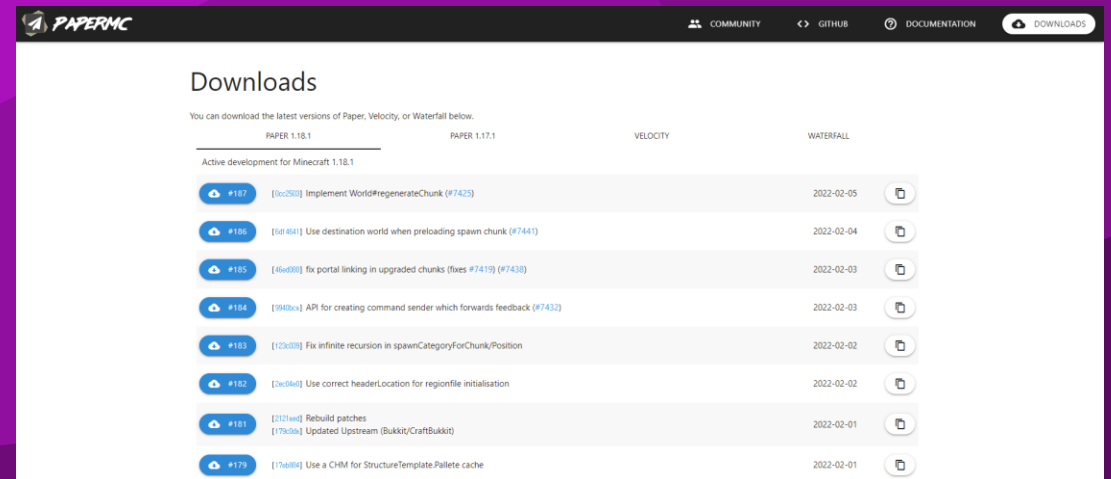 PAPERMC
COMMUNITY
GITHUB
DOCUMENTATION
DOWNLOADS
Downloads
You can download the latest versions of Paper, Velocity, or Waterfall below.
PAPER 1.18.1 PAPER 1.17.1 VELOCITY WATERFALL
Active development for Minecraft 1.18.1
#187 [0cc2503] Implement World#regenerateChunk (#7425) 2022-02-05
#186 Use destination world when preloading spawn chunk (#7441) 2022-02-04
#185 fix portal linking in upgraded chunks (fixes #7419) (#7438) 2022-02-03
#184 [9940bca] API for creating command sender which forwards feedback (#7432) 2022-02-03
#183 [123c009] Fix infinite recursion in spawnCategoryForChunk/Position 2022-02-02
#182 [2ec04e0] Use correct headerLocation for regionfile initialisation 2022-02-02
#181 [2121eed] Rebuild patches 2022-02-01
[179c0de] Updated Upstream (Bukkit/CraftBukkit)
#179 Use a CHM for StructureTemplate.Pallete cache 2022-02-01